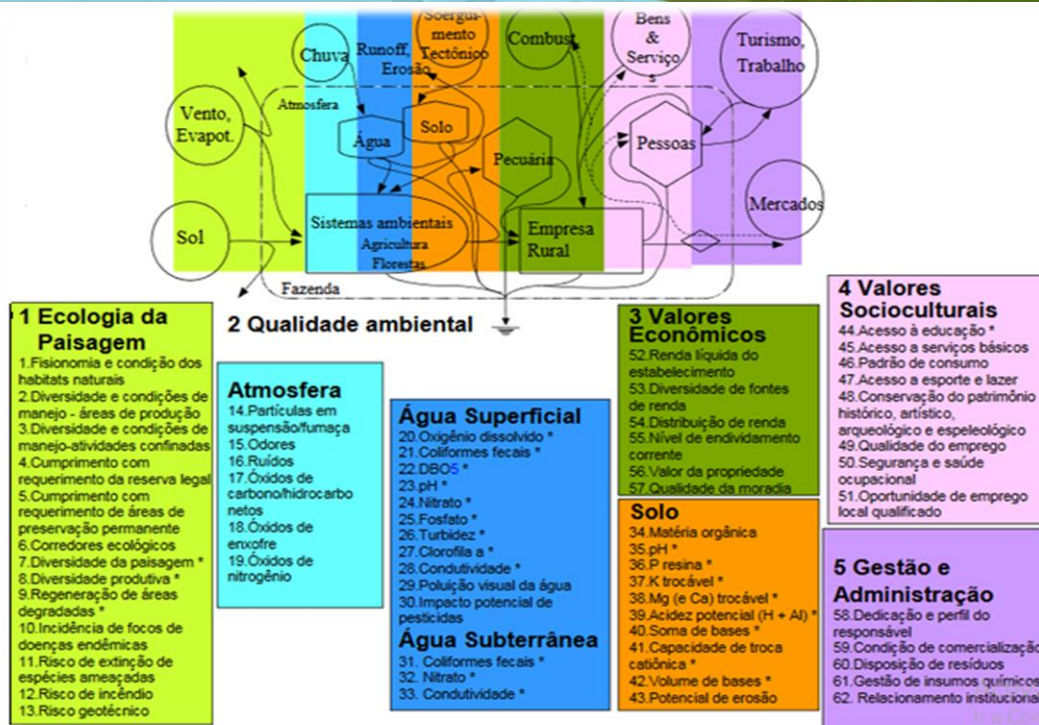 Chuva
Runoff,
Erosão
Soergui-
mento
Tectônico
Combust
Bens
&
Serviço
s
Turismo,
Trabalho
Vento,
Evapot.
Atmosfera
Água
Solo
Pecuária
Pessoas
Sol
Sistemas ambientais
Agricultura
Florestas
Empresa
Rural
Mercados
Fazenda
1 Ecologia da
Paisagem
1.Fisionomia e condição dos
habitats naturais
2.Diversidade e condições de
manejo - áreas de produção
3.Diversidade e condições de
manejo-atividades confinadas
4.Cumprimento com
requerimento da reserva legal
5.Cumprimento com
requerimento de áreas de
preservação permanente
6.Corredores ecológicos
7.Diversidade da paisagem *
8.Diversidade produtiva *
9.Regeneração de áreas
degradadas *
10.Incidência de focos de
doenças endêmicas
11.Risco de extinção de
espécies ameaçadas
12.Risco de incêndio
13.Risco geotécnico
2 Qualidade ambiental
Atmosfera
14.Partículas em
suspensão/fumaça
15.Odores
16.Ruídos
17.Óxidos de
carbono/hidrocarbo
netos
18.Óxidos de
enxofre
19.Óxidos de
nitrogênio
Água Superficial
20.Oxigênio dissolvido *
21.Coliformes fecais *
22.DBO5 *
23.pH *
24.Nitrato *
25.Fosfato *
26.Turbidez *
27.Clorofila a *
28.Condutividade *
29.Poluição visual da água
30.Impacto potencial de
pesticidas
Água Subterrânea
31. Coliformes fecais *
32. Nitrato *
33. Condutividade *
3 Valores
Econômicos
52.Renda líquida do
estabelecimento
53.Diversidade de fontes
de renda
54.Distribuição de renda
55.Nível de endividamento
corrente
56.Valor da propriedade
57.Qualidade da moradia
Solo
34.Matéria orgânica
35.pH *
36.P resina *
37.K trocável *
38.Mg (e Ca) trocável *
39.Acidez potencial (H + Al) *
40.Soma de bases *
41.Capacidade de troca
catiônica *
42.Volume de bases *
43.Potencial de erosão
4 Valores
Socioculturais
44.Acesso à educação *
45.Acesso a serviços básicos
46.Padrão de consumo
47.Acesso a esporte e lazer
48.Conservação do patrimônio
histórico, artístico,
arqueológico e espeleológico
49.Qualidade do emprego
50.Segurança e saúde
ocupacional
51.Oportunidade de emprego
local qualificado
5 Gestão e
Administração
58.Dedicação e perfil do
responsável
59.Condição de comercialização
60.Disposição de resíduos
61.Gestão de insumos químicos
62. Relacionamento institucional